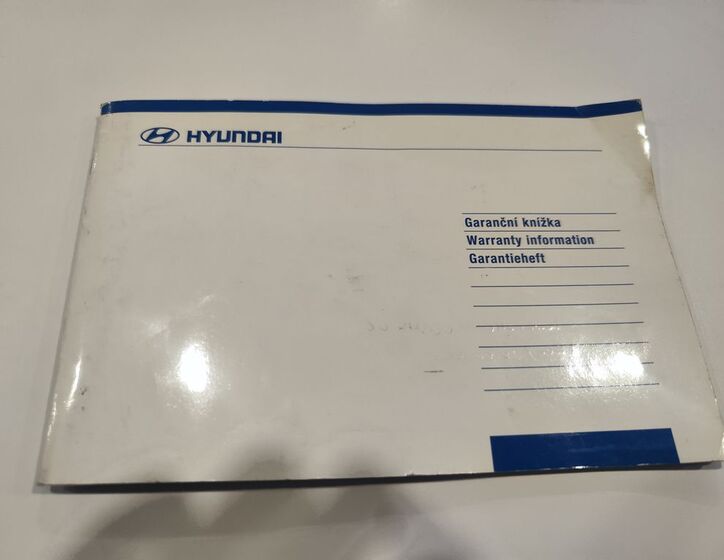 HYUNDAI
Garanční knížka
Warranty information
Garantieheft